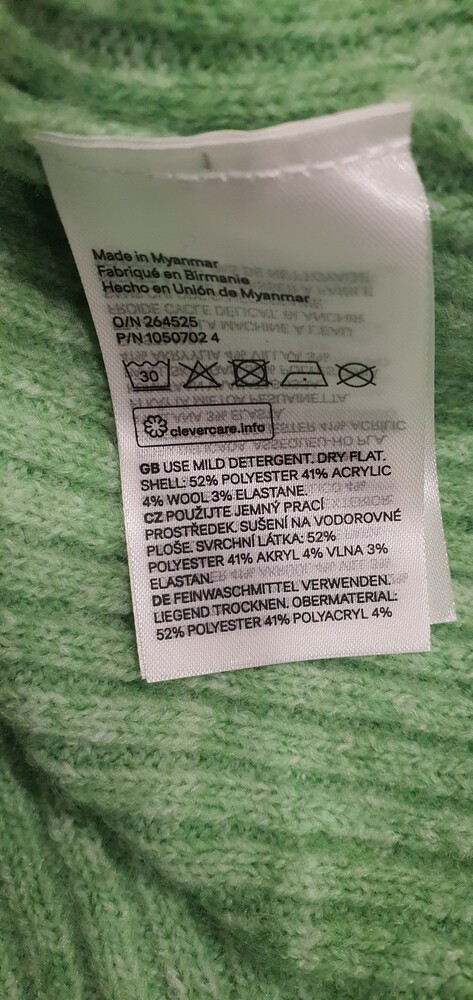 Made in Myanmar
Fabriqué en Birmanie
Hecho en Unión de Myanmar
O/N 264525
P/N 1050702 4
30
clevercare.info
GB USE MILD DETERGENT. DRY FLAT.
SHELL: 52% POLYESTER 41% ACRYLIC
4% WOOL 3% ELASTANE.
CZ POUŽIJTE JEMNÝ PRACÍ
PROSTŘEDEK. SUŠENÍ NA VODOROVNÉ
PLOŠE. SVRCHNÍ LÁTKA: 52%
POLYESTER 41% AKRYL 4% VLNA 3%
ELASTAN.
DE FEINWASCHMITTEL VERWENDEN.
LIEGEND TROCKNEN. OBERMATERIAL:
52% POLYESTER 41% POLYACRYL 4%